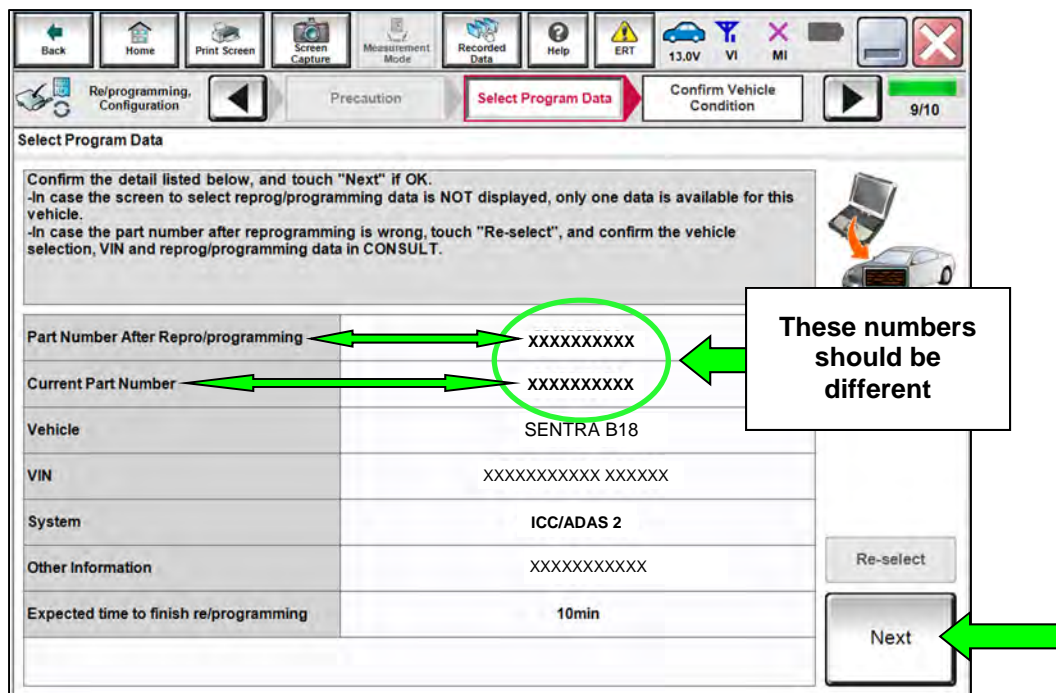 Back
Home
Print Screen
Screen
Capture
Measurement
Mode
Recorded
Data
Help
ERT
13.0V
VI
MI
Re/programming,
Configuration
Precaution
Select Program Data
Confirm Vehicle
Condition
9/10
Select Program Data
Confirm the detail listed below, and touch "Next" if OK.
-In case the screen to select reprog/programming data is NOT displayed, only one data is available for this
vehicle.
-In case the part number after reprogramming is wrong, touch "Re-select", and confirm the vehicle
selection, VIN and reprog/programming data in CONSULT.
Part Number After Repro/programming
XXXXXXXXXX
These numbers
should be
different
Current Part Number
XXXXXXXXXX
Vehicle
SENTRA B18
VIN
XXXXXXXXXXX XXXXXX
System
ICC/ADAS 2
Other Information
XXXXXXXXXXX
Re-select
Expected time to finish re/programming
10min
Next